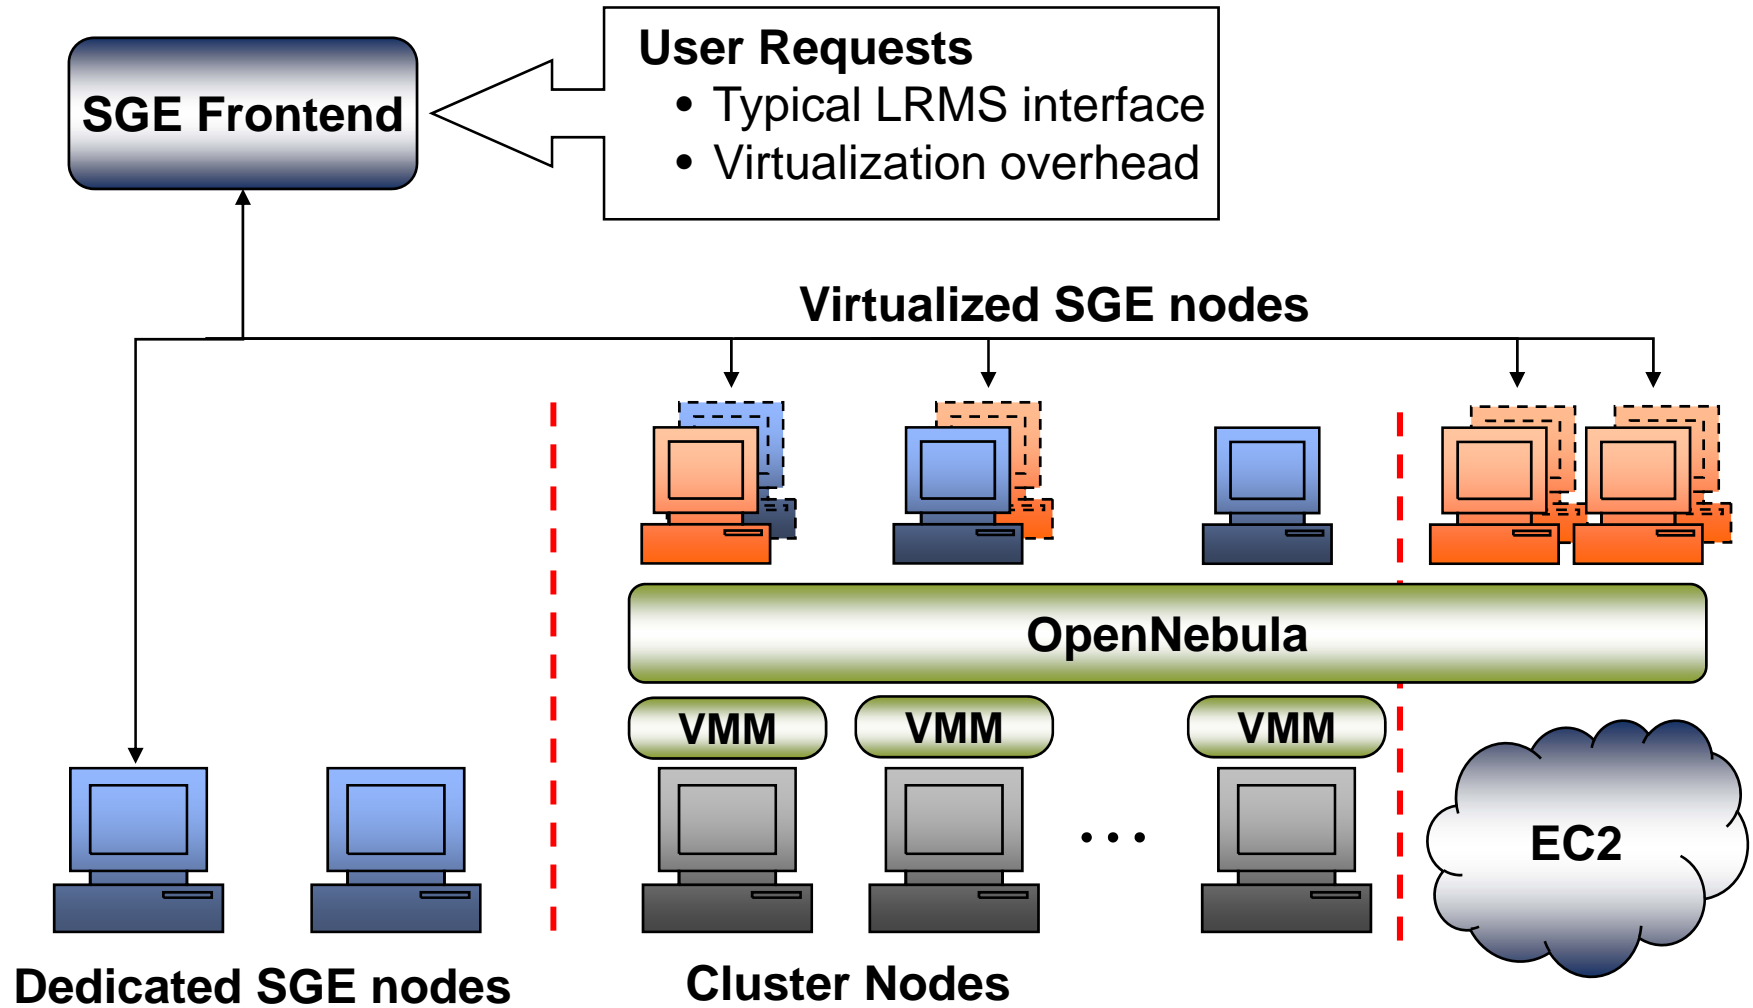 SGE Frontend
User Requests
• Typical LRMS interface
• Virtualization overhead
Virtualized SGE nodes
OpenNebula
VMM
VMM
VMM
...
EC2
Dedicated SGE nodes
Cluster Nodes